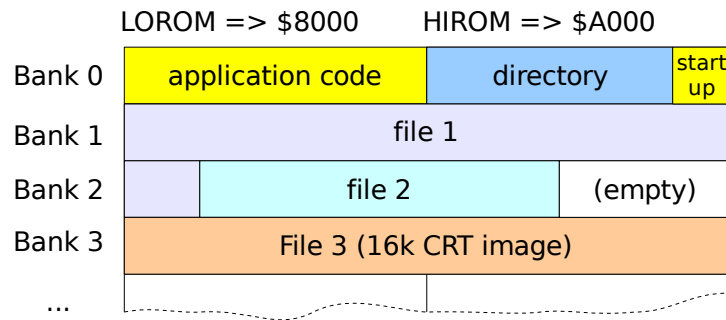 LOROM => $8000 HIROM => $A000
Bank 0 application code directory start
up
Bank 1 file 1
Bank 2 file 2 (empty)
Bank 3 File 3 (16k CRT image)
...